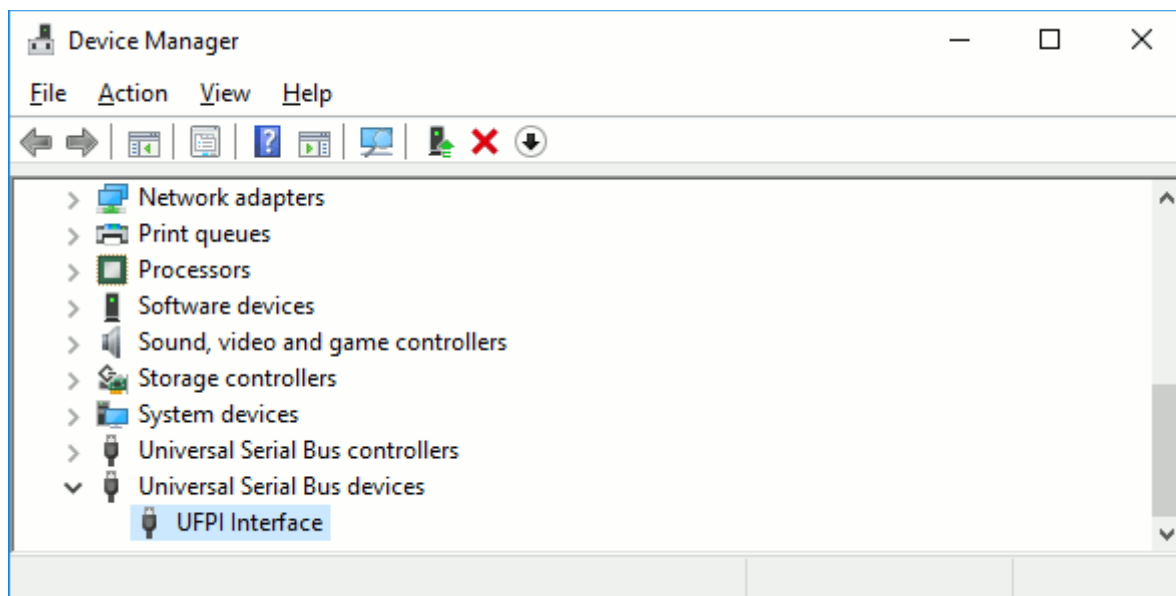 Device Manager
File Action View Help
Network adapters
Print queues
Processors
Software devices
Sound, video and game controllers
Storage controllers
System devices
Universal Serial Bus controllers
Universal Serial Bus devices
UFPI Interface